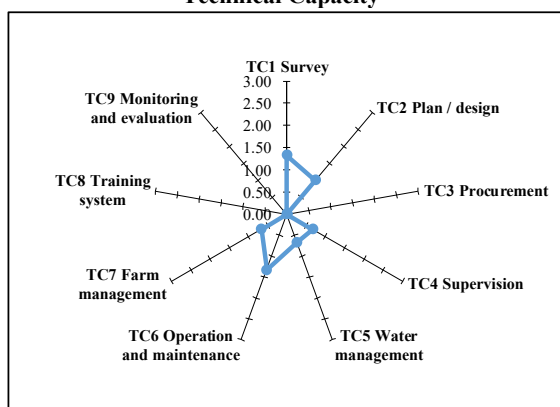 Technical Capacity
TC1 Survey
3.00
2.50
2.00
1.50
1.00
0.50
0.00
TC2 Plan / design
TC3 Procurement
TC4 Supervision
TC5 Water
management
TC6 Operation
and maintenance
TC7 Farm
management
TC8 Training
system
TC9 Monitoring
and evaluation